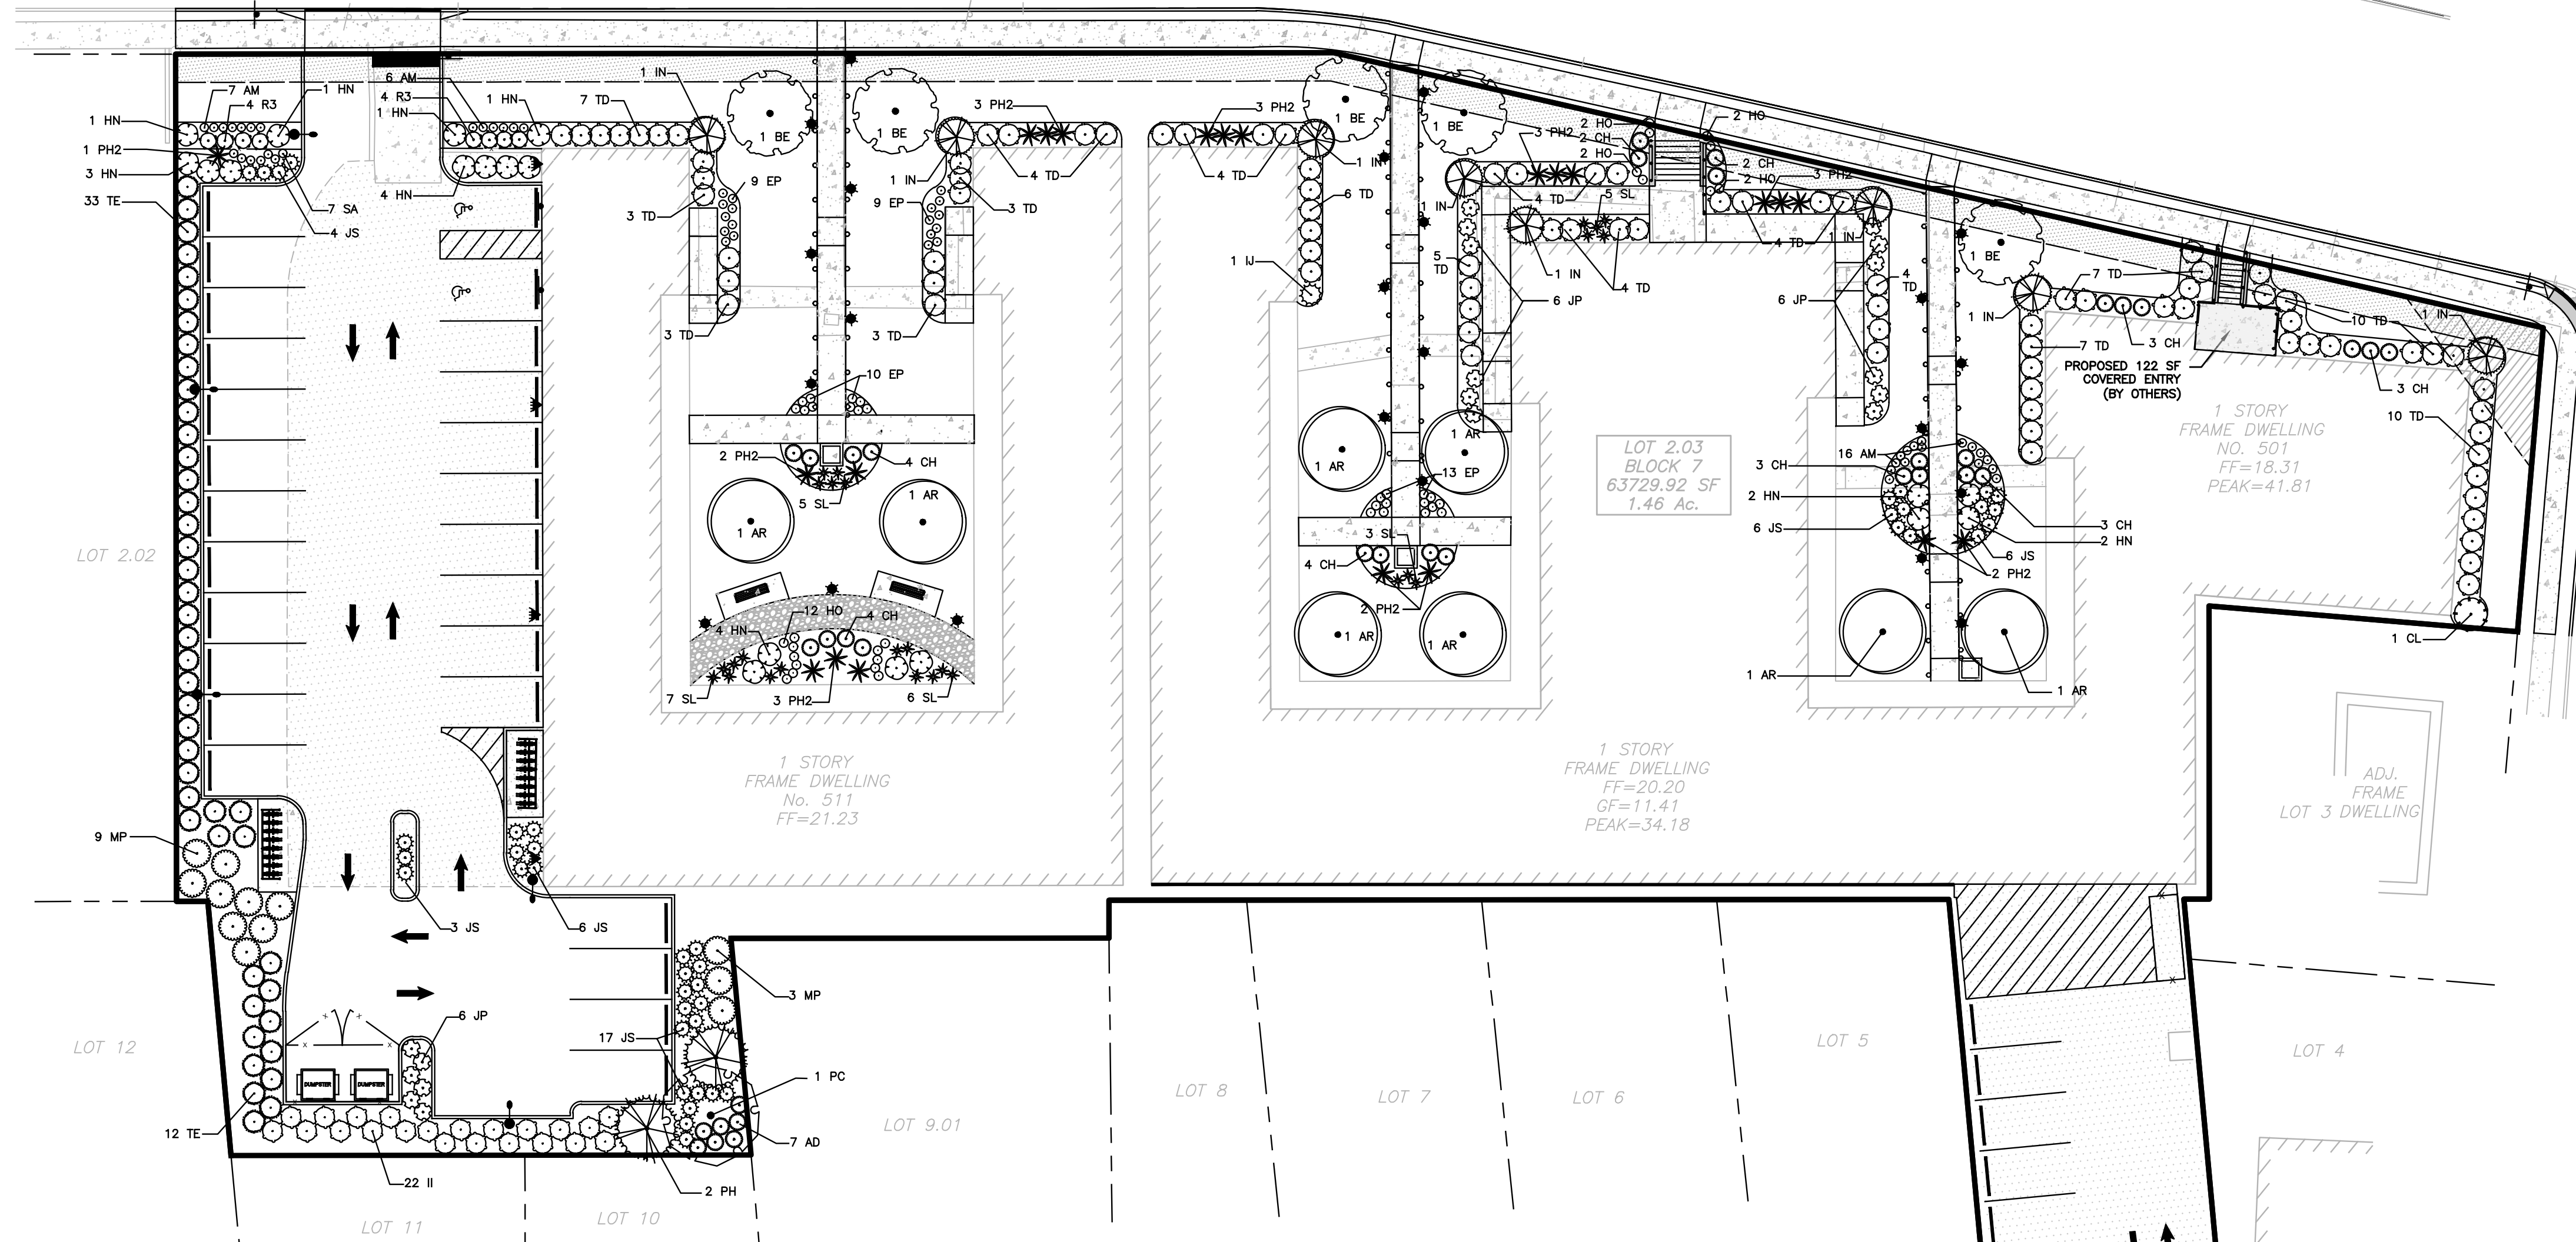 6 AM
1 IN
7 AM
4 R3
1 HN
4 R3
1 HN
1 HN
7 TD
1 HN
1 PH2
3 HN
33 TE
4 HN
7 SA
4 JS
1 BE
1 BE
3 PH2
4 TD
1 IN
3 TD
9 EP
9 EP
3 TD
3 TD
3 TD
10 EP
2 PH2
4 CH
5 SL
1 AR
1 AR
12 HO
4 CH
4 HN
7 SL
3 PH2
6 SL
1 STORY
FRAME DWELLING
No. 511
FF=21.23
3 PH2
4 TD
1 BE
1 BE
1 IN
6 TD
1 IJ
1 IN
3 PH2
2 HO
2 CH
2 HO
2 HO
2 CH
2 HO
3 PH2
4 TD
5 SL
1 IN
4 TD
5
TD
6 JP
4 TD
1 IN
6 JP
4
TD
1 AR
1 AR
13 EP
3 SL
4 CH
2 PH2
1 AR
1 AR
LOT 2.03
BLOCK 7
63729.92 SF
1.46 Ac.
1 BE
1 IN
7 TD
3 CH
7 TD
10 TD
1 IN
3 CH
10 TD
1 CL
PROPOSED 122 SF
COVERED ENTRY
(BY OTHERS)
1 STORY
FRAME DWELLING
NO. 501
FF=18.31
PEAK=41.81
16 AM
3 CH
2 HN
6 JS
3 CH
2 HN
6 JS
2 PH2
1 AR
1 AR
1 STORY
FRAME DWELLING
FF=20.20
GF=11.41
PEAK=34.18
ADJ.
FRAME
LOT 3 DWELLING
LOT 2.02
9 MP
3 JS
6 JS
3 MP
6 JP
17 JS
1 PC
DUMPSTER
DUMPSTER
12 TE
22 II
7 AD
2 PH
LOT 12
LOT 11
LOT 10
LOT 9.01
LOT 8
LOT 7
LOT 6
LOT 5
LOT 4